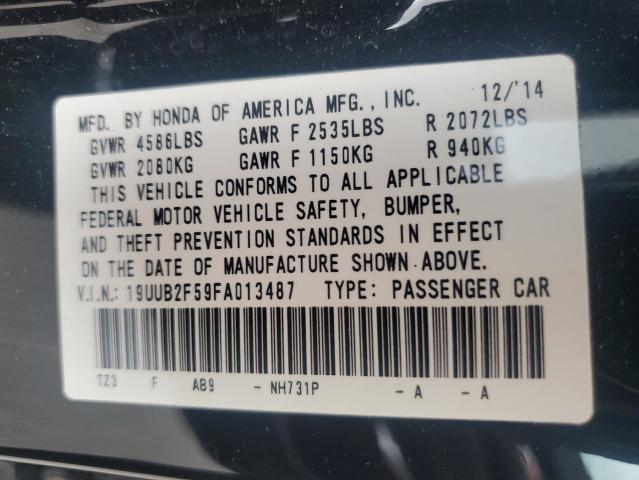 MFD. BY HONDA OF AMERICA MFG., INC. 12/'14
GVWR 4586LBS GAWR F 2535LBS R 2072LBS
GVWR 2080KG GAWR F 1150KG R 940KG
THIS VEHICLE CONFORMS TO ALL APPLICABLE
FEDERAL MOTOR VEHICLE SAFETY, BUMPER,
AND THEFT PREVENTION STANDARDS IN EFFECT
ON THE DATE OF MANUFACTURE SHOWN ABOVE.
V.I.N.: 19UUB2F59FA013487 TYPE: PASSENGER CAR
TZ3 F AB9 - NH731P - A - A